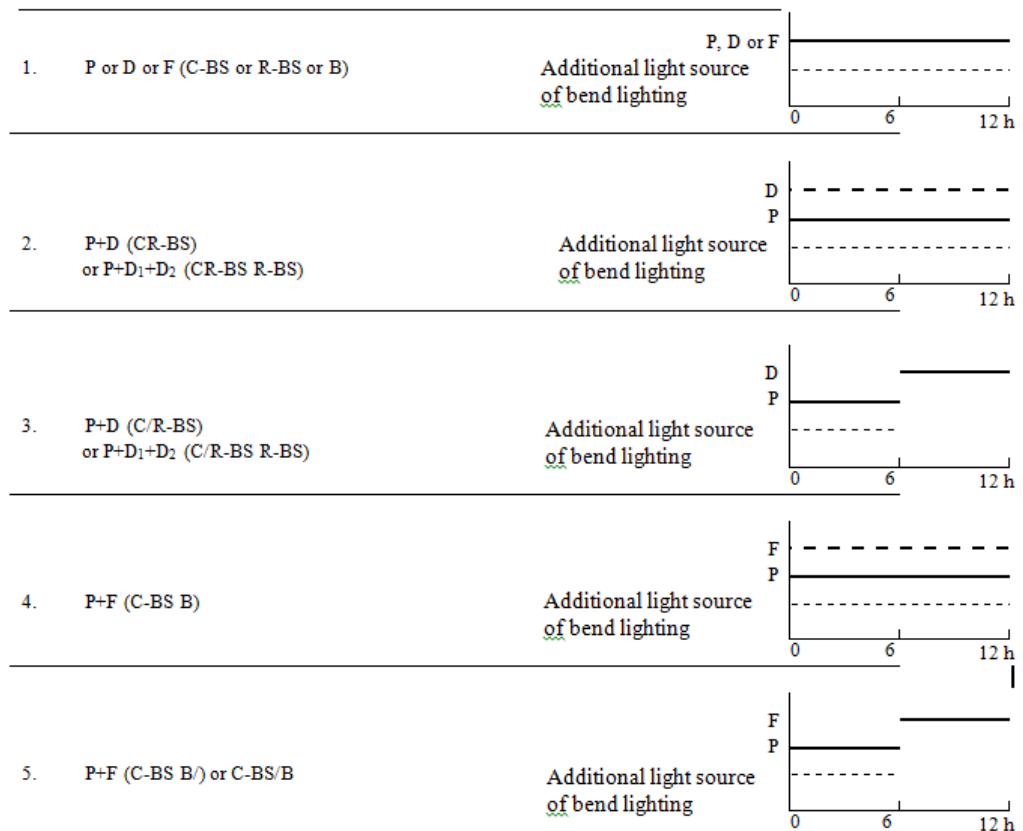 P, D or F
1. P or D or F (C-BS or R-BS or B)
Additional light source
of bend lighting
0 6 12 h
D
P
2. P+D (CR-BS)
or P+D₁+D₂ (CR-BS R-BS)
Additional light source
of bend lighting
0 6 12 h
D
P
3. P+D (C/R-BS)
or P+D₁+D₂ (C/R-BS R-BS)
Additional light source
of bend lighting
0 6 12 h
F
P
4. P+F (C-BS B)
Additional light source
of bend lighting
0 6 12 h
F
P
5. P+F (C-BS B/) or C-BS/B
Additional light source
of bend lighting
0 6 12 h